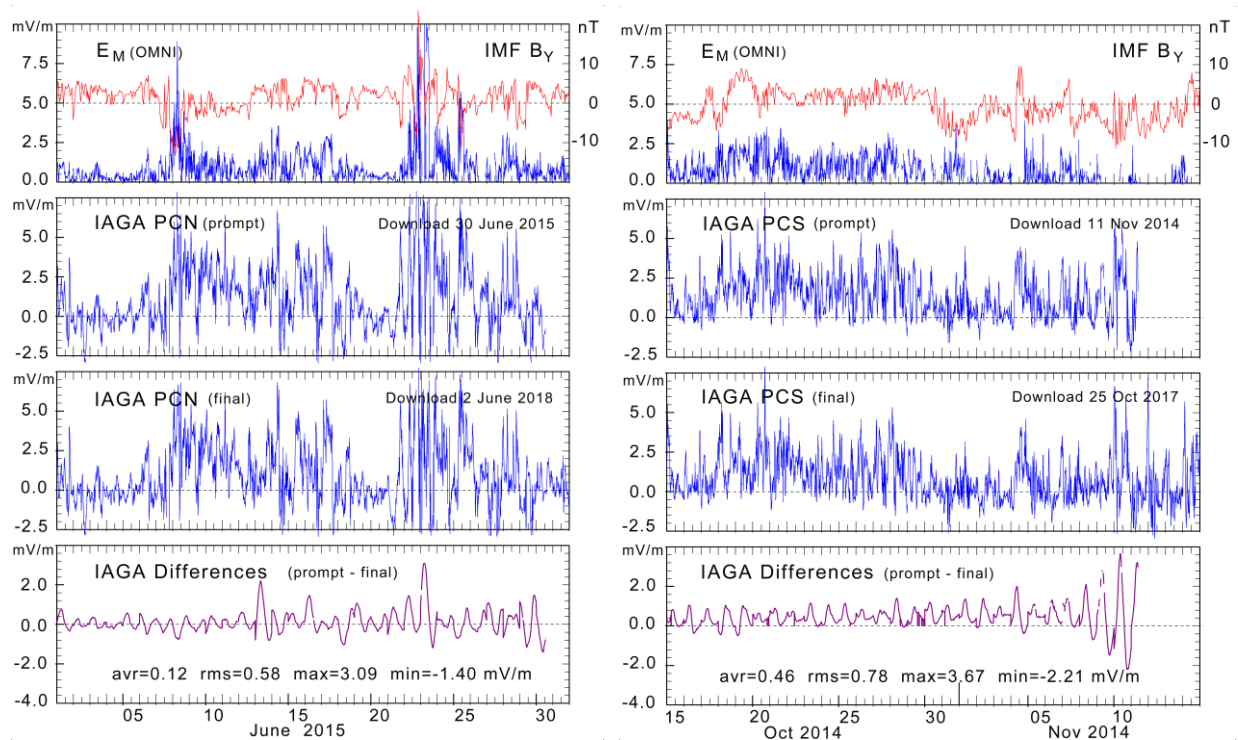 mV/m
E_M (OMNI) IMF B_Y
7.5
5.0
2.5
0.0
nT
10
0
-10
mV/m
IAGA PCN (prompt) Download 30 June 2015
5.0
2.5
0.0
-2.5
mV/m
IAGA PCN (final) Download 2 June 2018
5.0
2.5
0.0
-2.5
mV/m
IAGA Differences (prompt - final)
2.0
0.0
-2.0
-4.0
avr=0.12 rms=0.58 max=3.09 min=-1.40 mV/m
05 10 15 20 25 30
June 2015
mV/m
E_M (OMNI) IMF B_Y
7.5
5.0
2.5
0.0
nT
10
0
-10
mV/m
IAGA PCS (prompt) Download 11 Nov 2014
5.0
2.5
0.0
-2.5
mV/m
IAGA PCS (final) Download 25 Oct 2017
5.0
2.5
0.0
-2.5
mV/m
IAGA Differences (prompt - final)
2.0
0.0
-2.0
-4.0
avr=0.46 rms=0.78 max=3.67 min=-2.21 mV/m
15 20 25 30 05 10
Oct 2014 Nov 2014